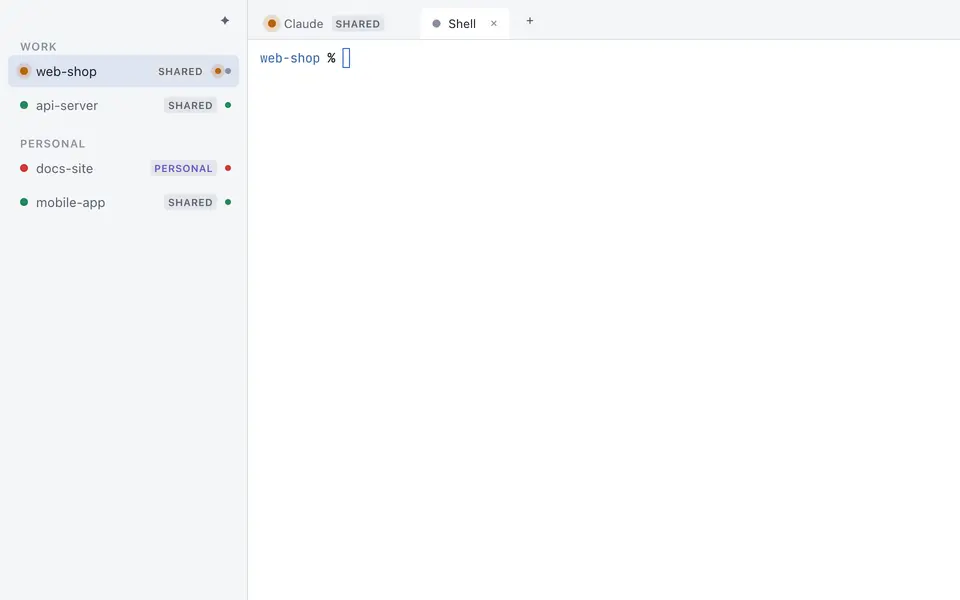 WORK
web-shop SHARED
api-server SHARED
PERSONAL
docs-site PERSONAL
mobile-app SHARED
Claude SHARED
Shell × +
web-shop %